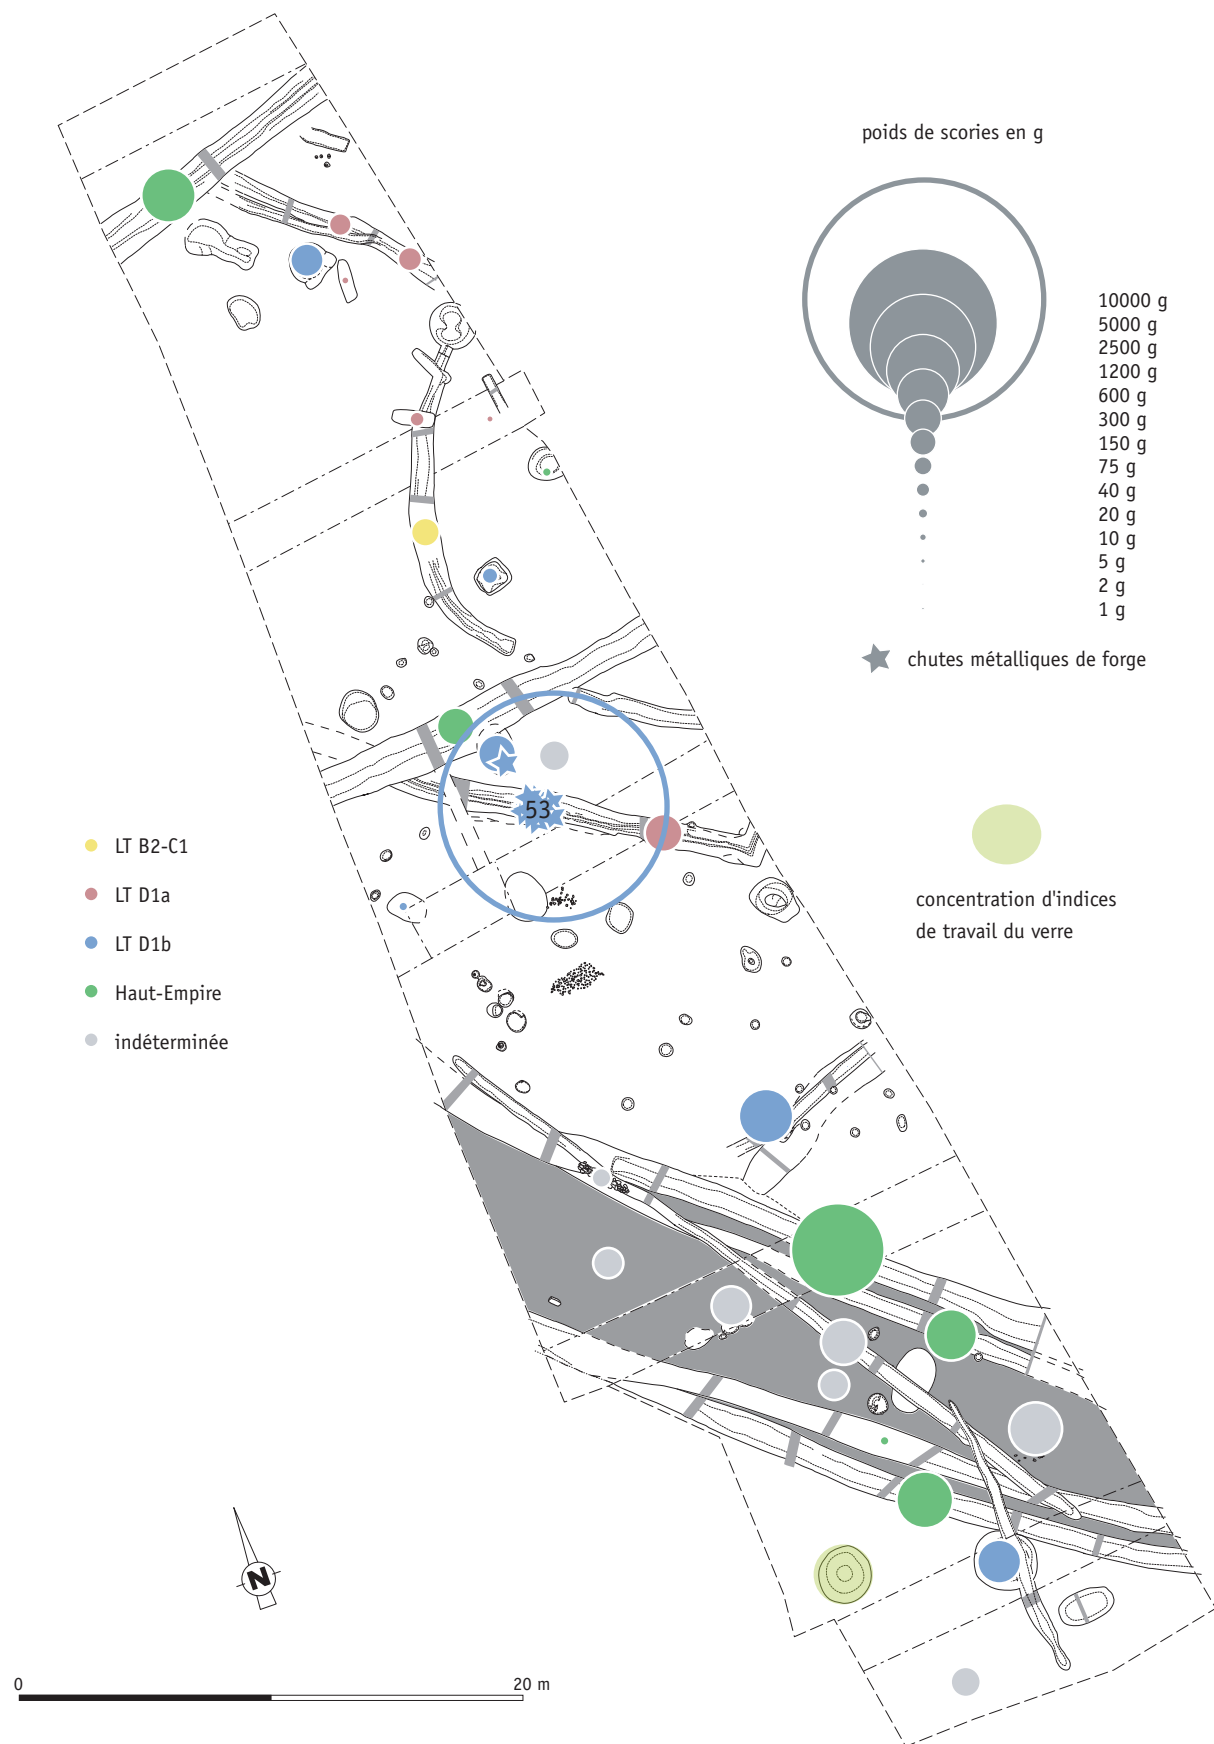 poids de scories en g
10000 g
5000 g
2500 g
1200 g
600 g
300 g
150 g
75 g
40 g
20 g
10 g
5 g
2 g
1 g
chutes métalliques de forge
53
LT B2-C1
LT D1a
LT D1b
Haut-Empire
indéterminée
concentration d'indices
de travail du verre
N
0 20 m